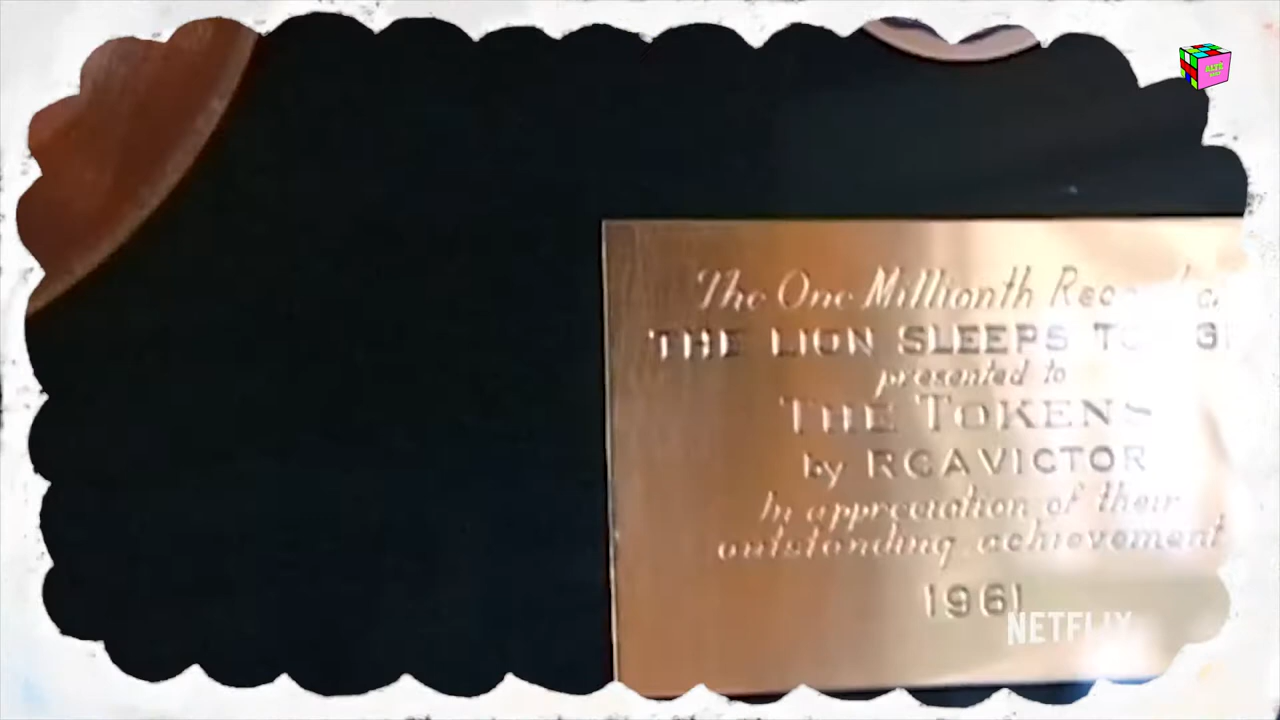 The One Millionth
THE LION SLEEPS
presented to
THE TOKENS
by RCA VICTOR
In appreciation of their
outstanding achievement
1961
NETFLIX